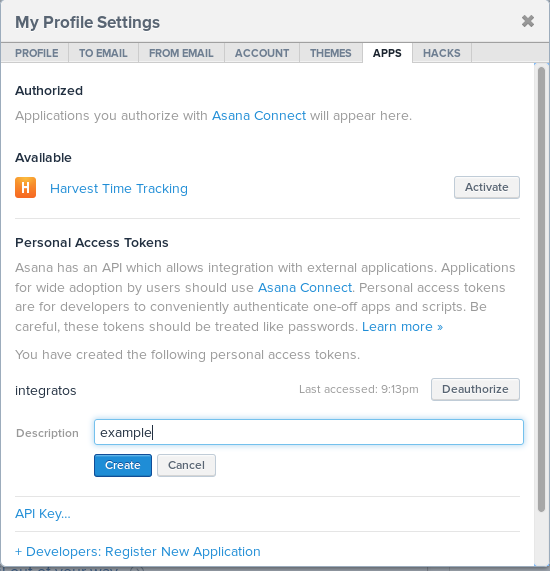 My Profile Settings ✖
PROFILE TO EMAIL FROM EMAIL ACCOUNT THEMES APPS HACKS
Authorized
Applications you authorize with Asana Connect will appear here.
Available
H Harvest Time Tracking Activate
Personal Access Tokens
Asana has an API which allows integration with external applications. Applications
for wide adoption by users should use Asana Connect. Personal access tokens
are for developers to conveniently authenticate one-off apps and scripts. Be
careful, these tokens should be treated like passwords. Learn more »
You have created the following personal access tokens.
integratos Last accessed: 9:13pm Deauthorize
Description example
Create Cancel
API Key...
+ Developers: Register New Application